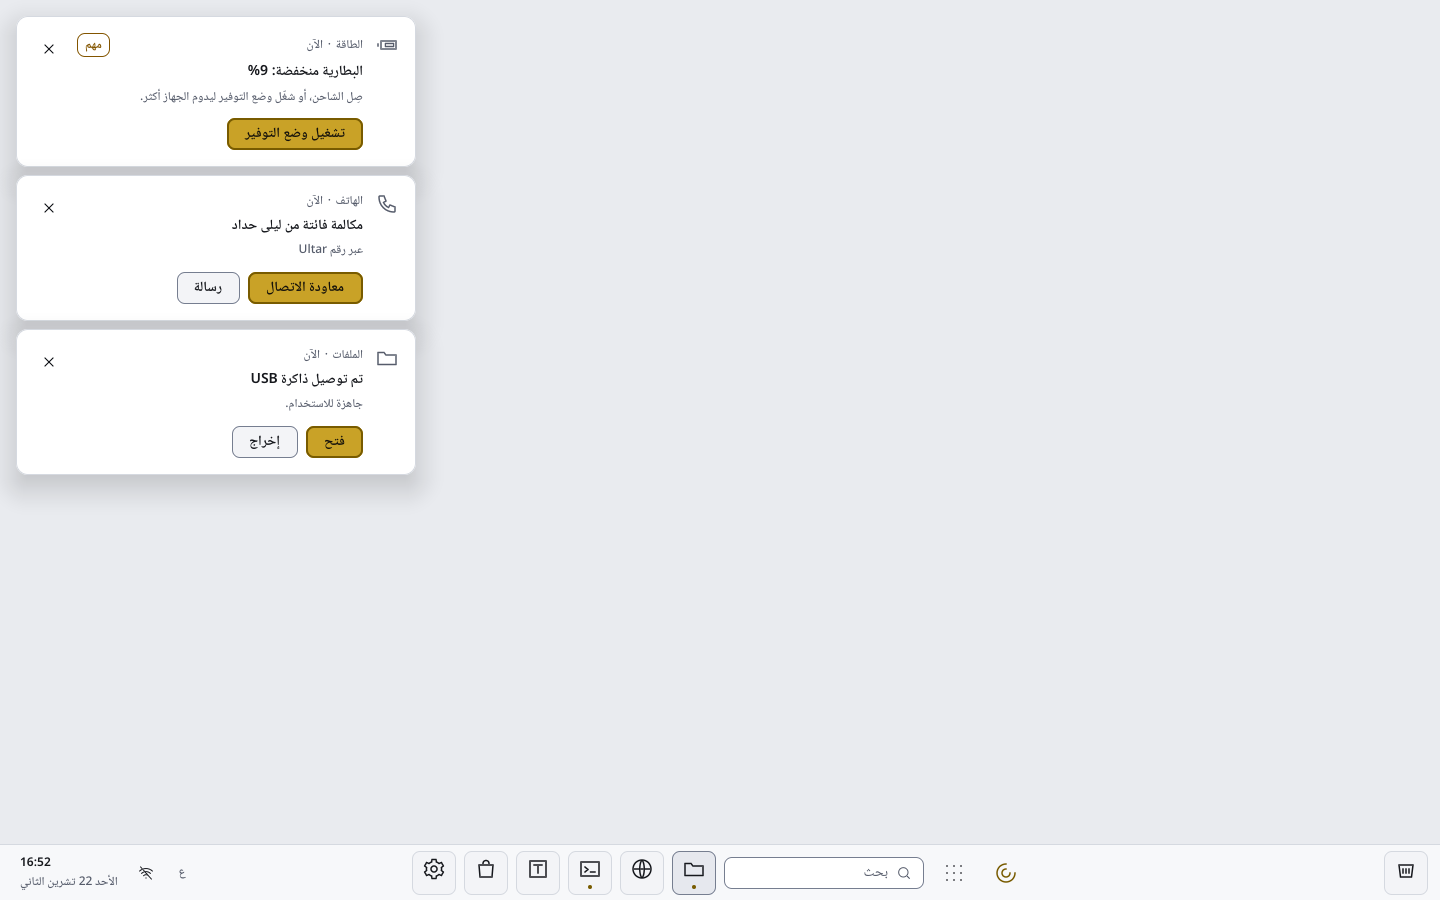 الطاقة · الآن
مهم
البطارية منخفضة: 9%
صِل الشاحن، أو شغّل وضع التوفير ليدوم الجهاز أكثر.
تشغيل وضع التوفير
الهاتف · الآن
مكالمة فائتة من ليلى حداد
عبر رقم Ultar
معاودة الاتصال
رسالة
الملفات · الآن
تم توصيل ذاكرة USB
جاهزة للاستخدام.
فتح
إخراج
بحث
ع
16:52
الأحد 22 تشرين الثاني